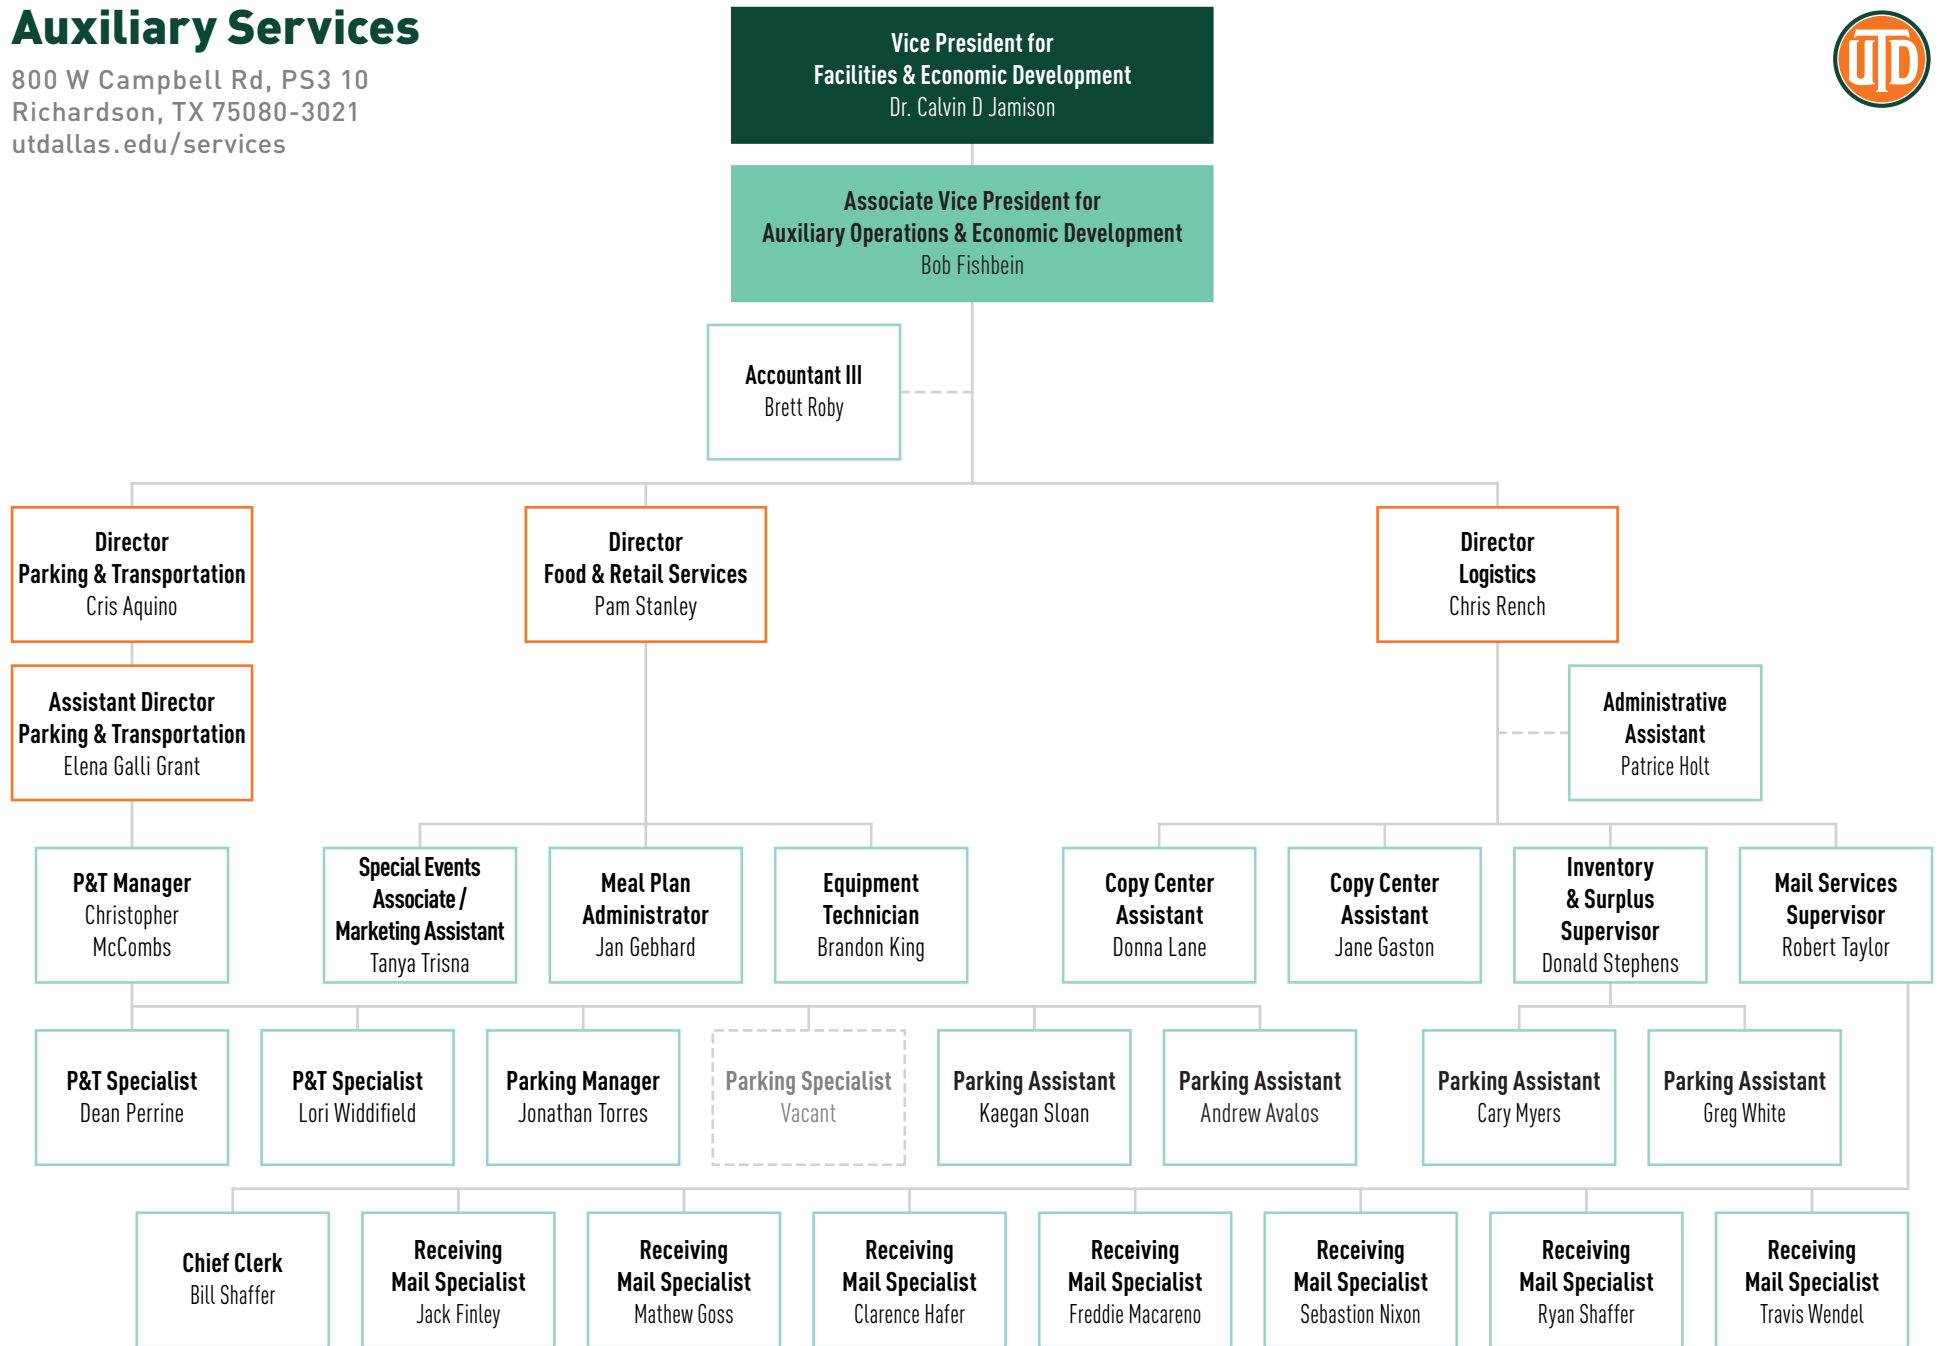 Auxiliary Services
800 W Campbell Rd, PS3 10
Richardson, TX 75080-3021
utdallas.edu/services
UTD
Vice President for
Facilities & Economic Development
Dr. Calvin D Jamison
Associate Vice President for
Auxiliary Operations & Economic Development
Bob Fishbein
Accountant III
Brett Roby
Director
Parking & Transportation
Cris Aquino
Director
Food & Retail Services
Pam Stanley
Director
Logistics
Chris Rench
Assistant Director
Parking & Transportation
Elena Galli Grant
Administrative
Assistant
Patrice Holt
P&T Manager
Christopher
McCombs
Special Events
Associate /
Marketing Assistant
Tanya Trisna
Meal Plan
Administrator
Jan Gebhard
Equipment
Technician
Brandon King
Copy Center
Assistant
Donna Lane
Copy Center
Assistant
Jane Gaston
Inventory
& Surplus
Supervisor
Donald Stephens
Mail Services
Supervisor
Robert Taylor
P&T Specialist
Dean Perrine
P&T Specialist
Lori Widdifield
Parking Manager
Jonathan Torres
Parking Specialist
Vacant
Parking Assistant
Kaegan Sloan
Parking Assistant
Andrew Avalos
Parking Assistant
Cary Myers
Parking Assistant
Greg White
Chief Clerk
Bill Shaffer
Receiving
Mail Specialist
Jack Finley
Receiving
Mail Specialist
Mathew Goss
Receiving
Mail Specialist
Clarence Hafer
Receiving
Mail Specialist
Freddie Macareno
Receiving
Mail Specialist
Sebastion Nixon
Receiving
Mail Specialist
Ryan Shaffer
Receiving
Mail Specialist
Travis Wendel